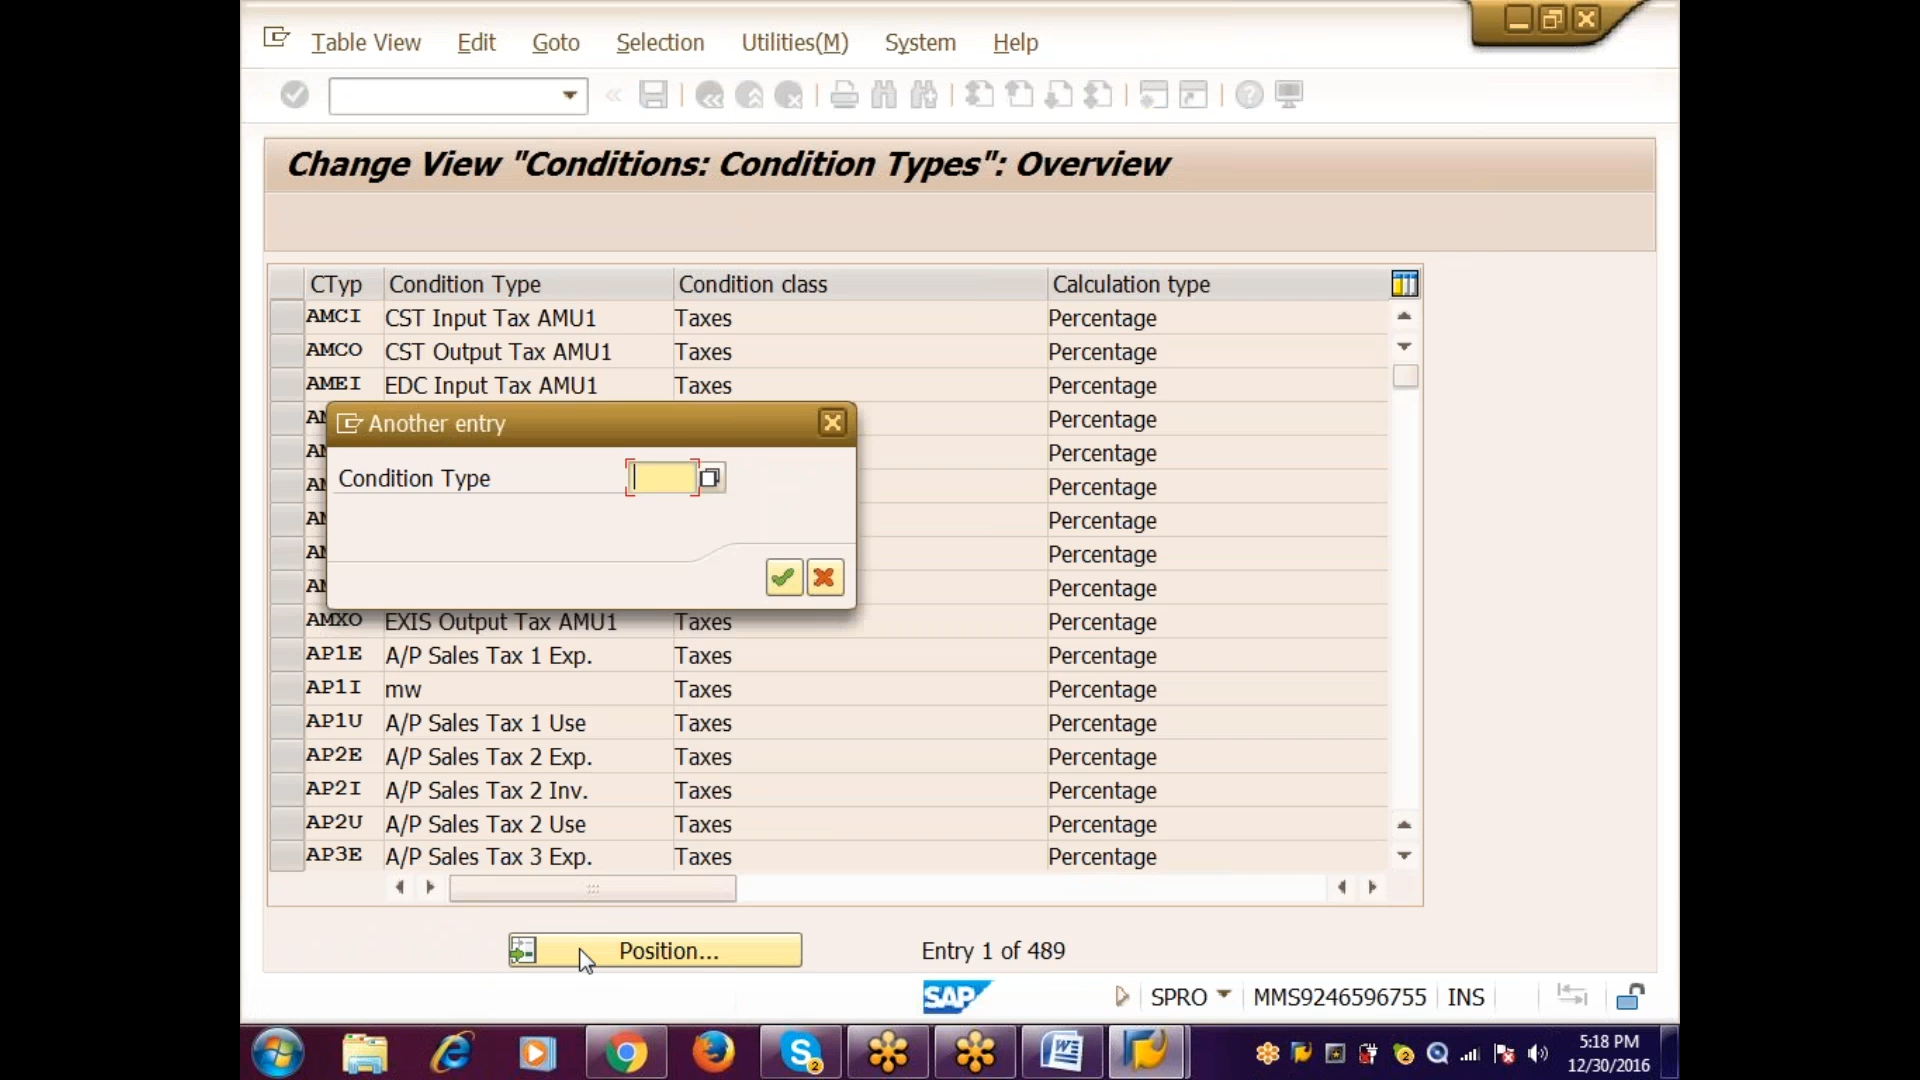 Table View Edit Goto Selection Utilities(M) System Help
Change View "Conditions: Condition Types": Overview
CTyp Condition Type Condition class Calculation type
AMCI CST Input Tax AMU1 Taxes Percentage
AMCO CST Output Tax AMU1 Taxes Percentage
AMEI EDC Input Tax AMU1 Taxes Percentage
Percentage
Another entry
Percentage
Condition Type
Percentage
Percentage
Percentage
Percentage
AMXO EXIS Output Tax AMU1 Taxes Percentage
AP1E A/P Sales Tax 1 Exp. Taxes Percentage
AP1I mw Taxes Percentage
AP1U A/P Sales Tax 1 Use Taxes Percentage
AP2E A/P Sales Tax 2 Exp. Taxes Percentage
AP2I A/P Sales Tax 2 Inv. Taxes Percentage
AP2U A/P Sales Tax 2 Use Taxes Percentage
AP3E A/P Sales Tax 3 Exp. Taxes Percentage
Position... Entry 1 of 489
SAP SPRO MMS9246596755 INS
5:18 PM
12/30/2016